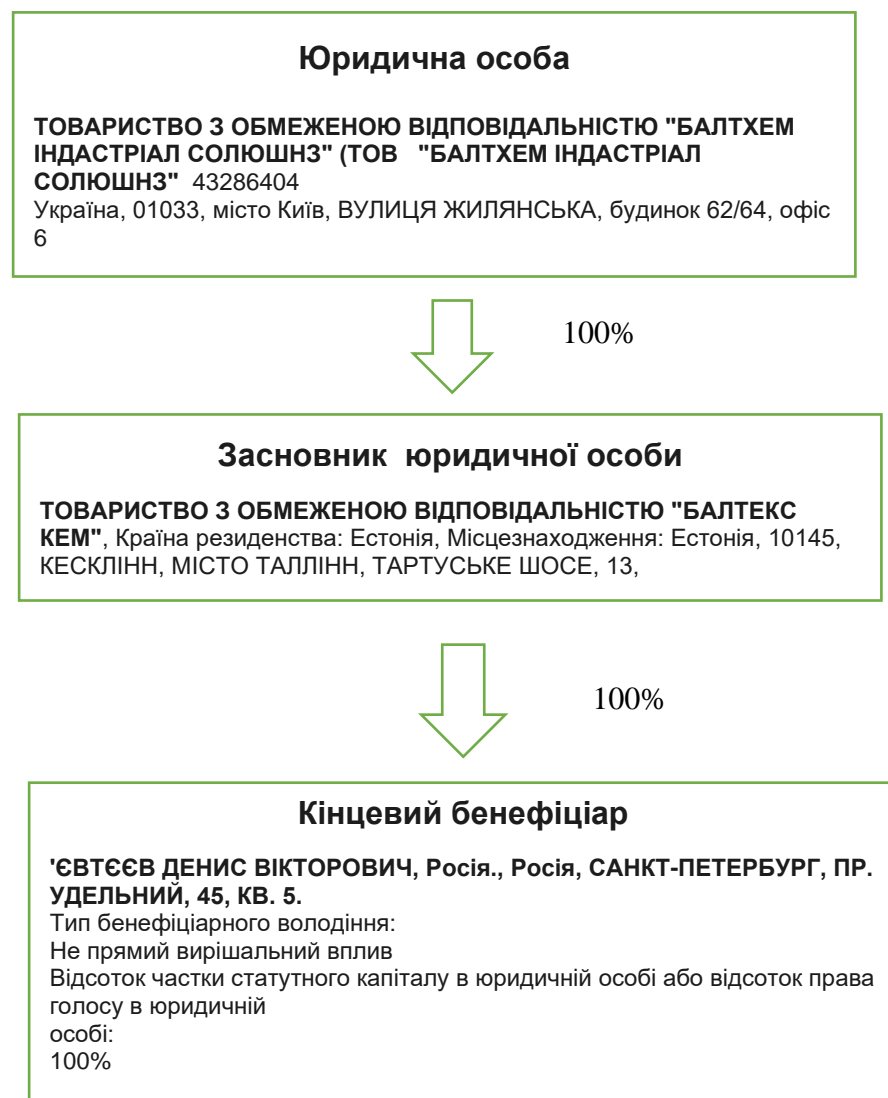 Юридична особа
ТОВАРИСТВО З ОБМЕЖЕНОЮ ВІДПОВІДАЛЬНІСТЮ "БАЛТХЕМ
ІНДАСТРІАЛ СОЛЮШНЗ" (ТОВ "БАЛТХЕМ ІНДАСТРІАЛ
СОЛЮШНЗ" 43286404
Україна, 01033, місто Київ, ВУЛИЦЯ ЖИЛЯНСЬКА, будинок 62/64, офіс
6
100%
Засновник юридичної особи
ТОВАРИСТВО З ОБМЕЖЕНОЮ ВІДПОВІДАЛЬНІСТЮ "БАЛТЕКС
КЕМ", Країна резиденства: Естонія, Місцезнаходження: Естонія, 10145,
КЕСКЛІНН, МІСТО ТАЛЛІНН, ТАРТУСЬКЕ ШОСЕ, 13,
100%
Кінцевий бенефіціар
'ЄВТЄЄВ ДЕНИС ВІКТОРОВИЧ, Росія., Росія, САНКТ-ПЕТЕРБУРГ, ПР.
УДЕЛЬНИЙ, 45, КВ. 5.
Тип бенефіціарного володіння:
Не прямий вирішальний вплив
Відсоток частки статутного капіталу в юридичній особі або відсоток права
голосу в юридичній
особі:
100%